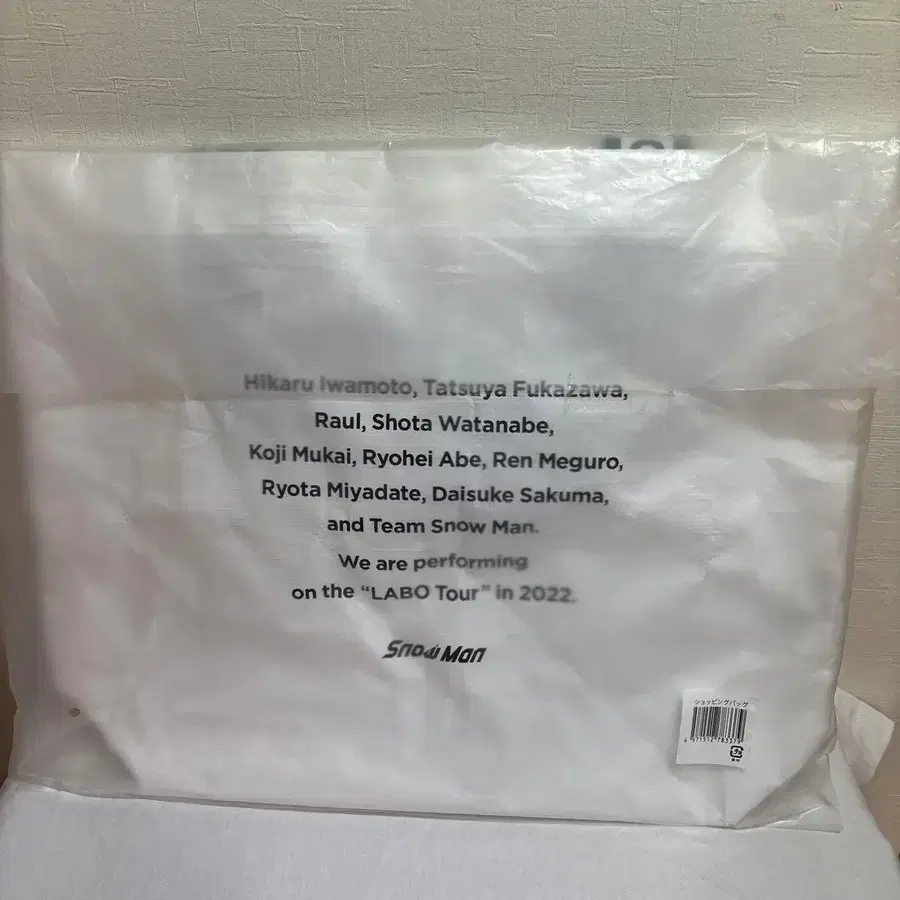 Hikaru Iwamoto, Tatsuya Fukazawa,
Raul, Shota Watanabe,
Koji Mukai, Ryohei Abe, Ren Meguro,
Ryota Miyadate, Daisuke Sakuma,
and Team Snow Man.
We are performing
on the “LABO Tour” in 2022.
Snow Man
ショッピングバッグ